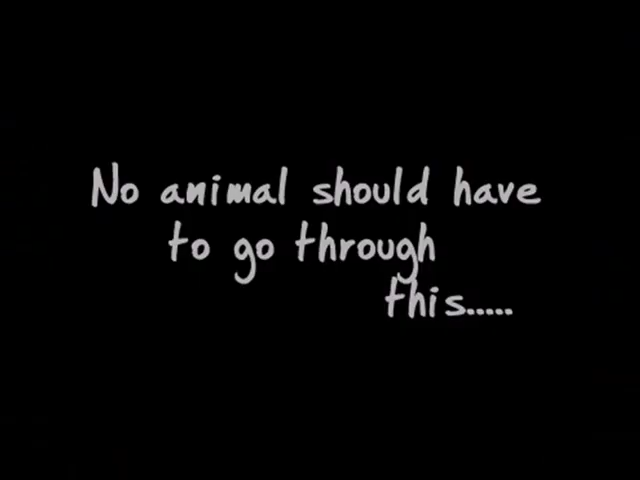 No animal should have
to go through
this.....